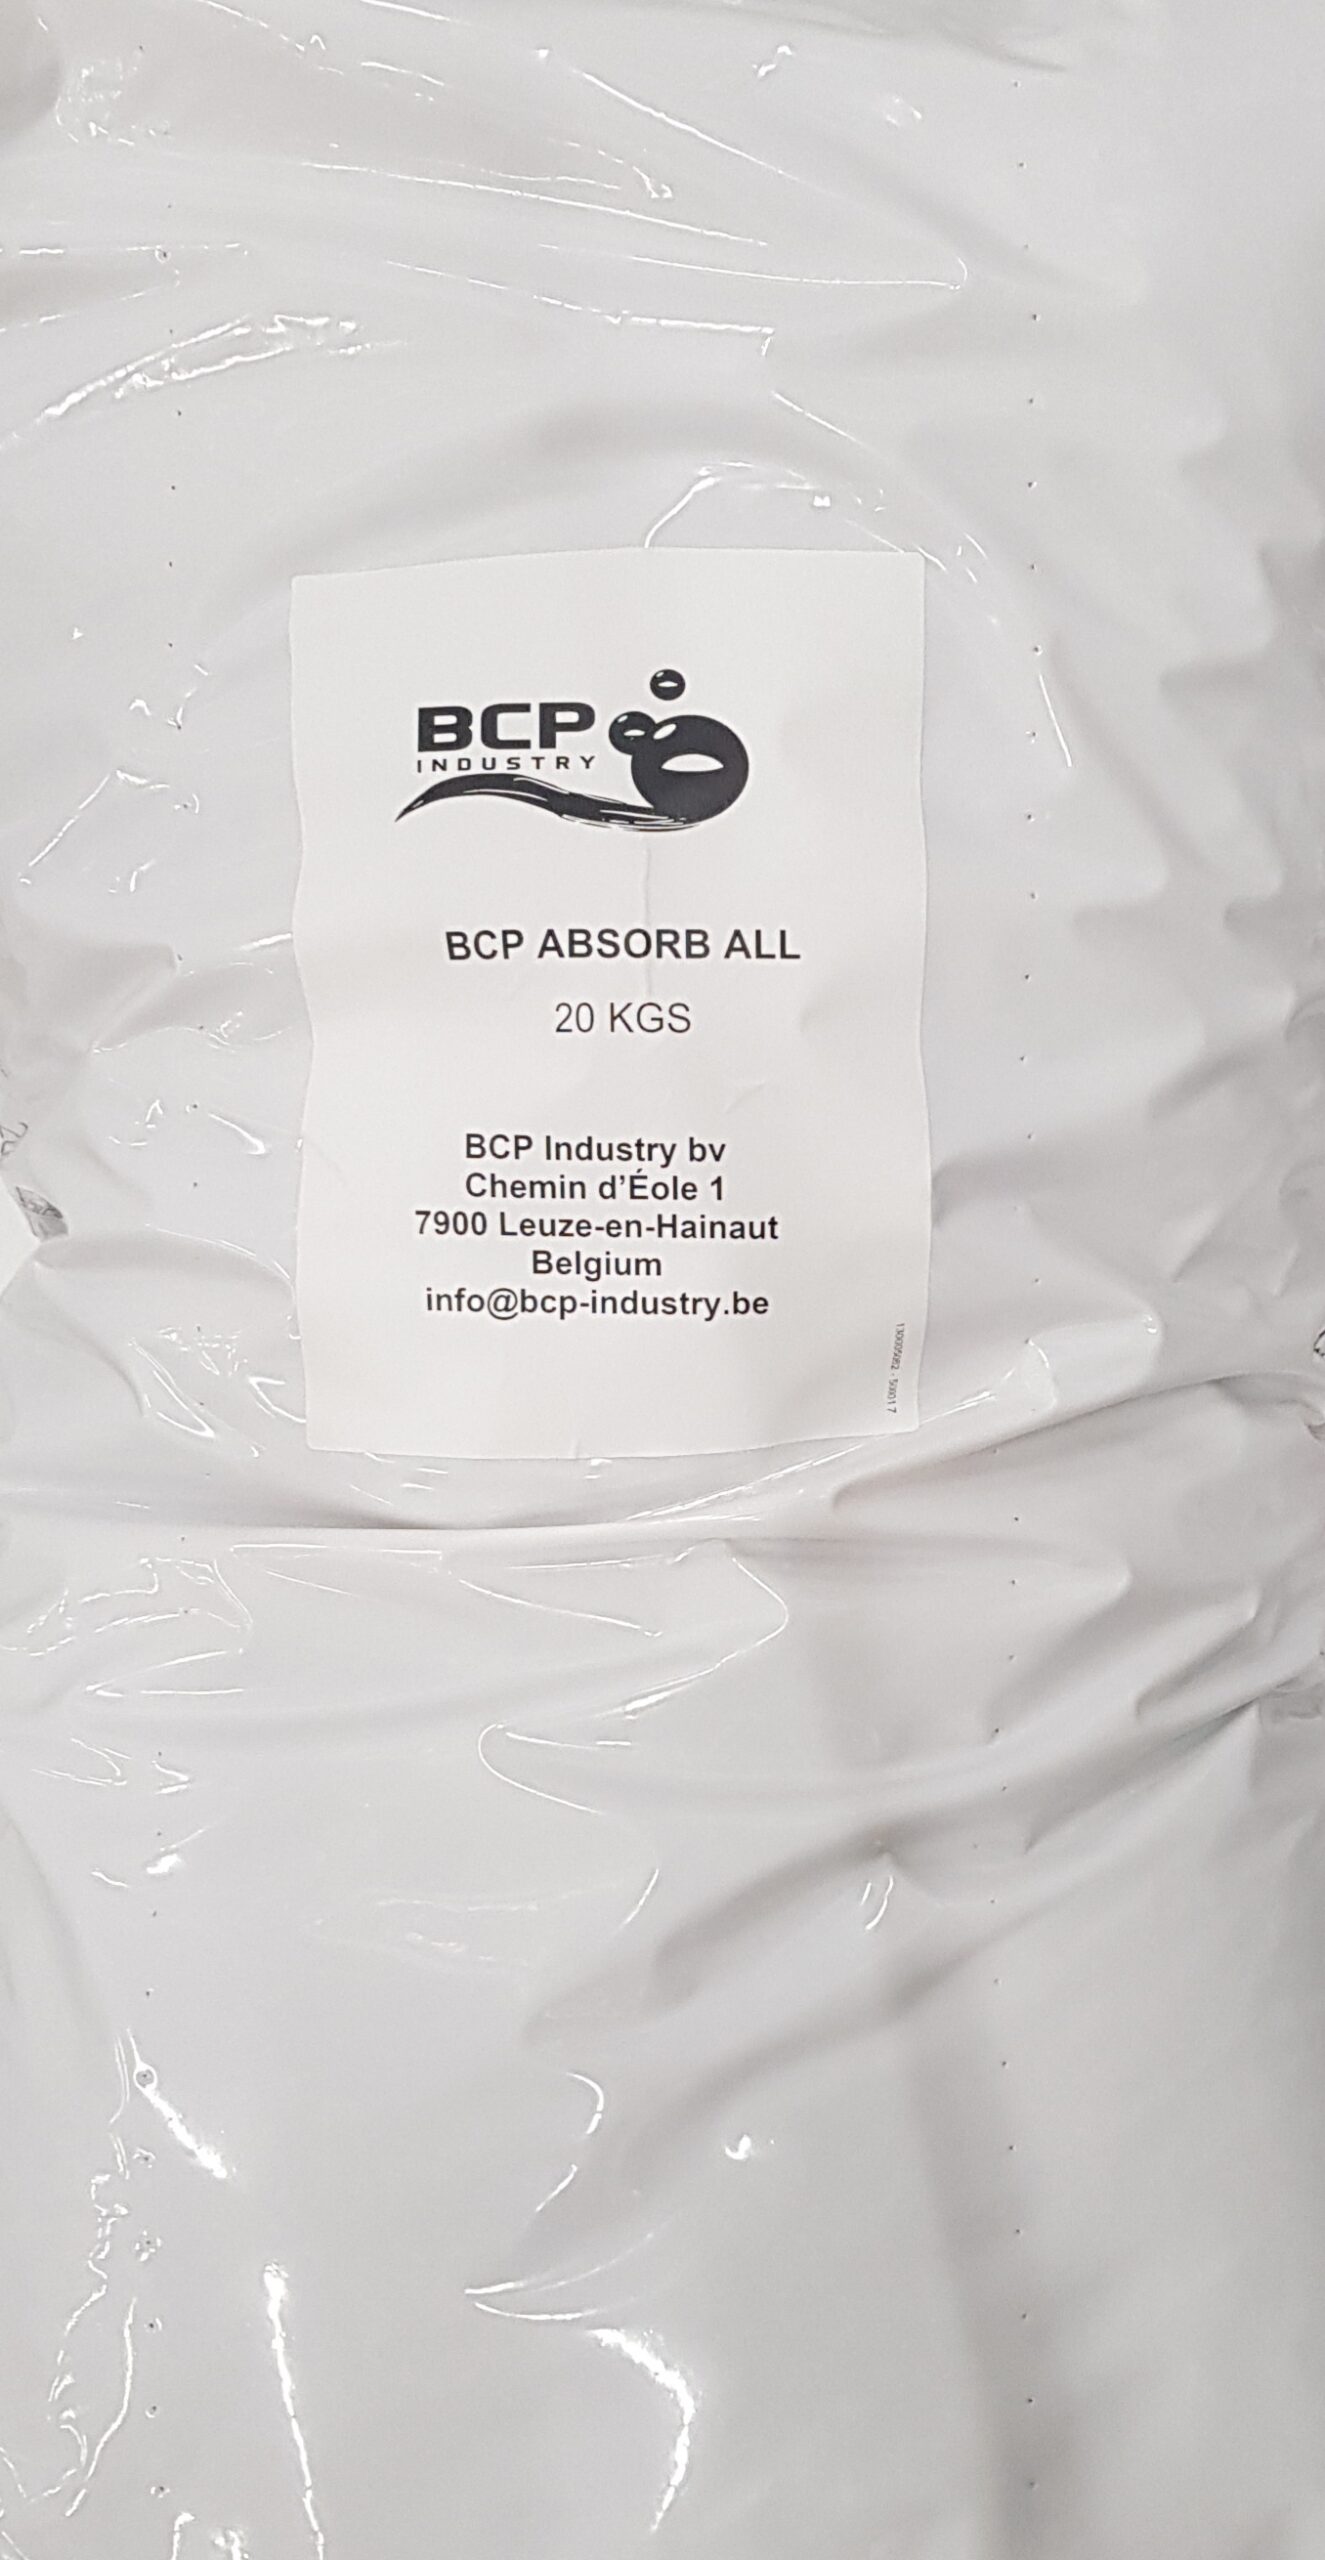 BCP
INDUSTRY
BCP ABSORB ALL
20 KGS
BCP Industry bv
Chemin d'Éole 1
7900 Leuze-en-Hainaut
Belgium
info@bcp-industry.be